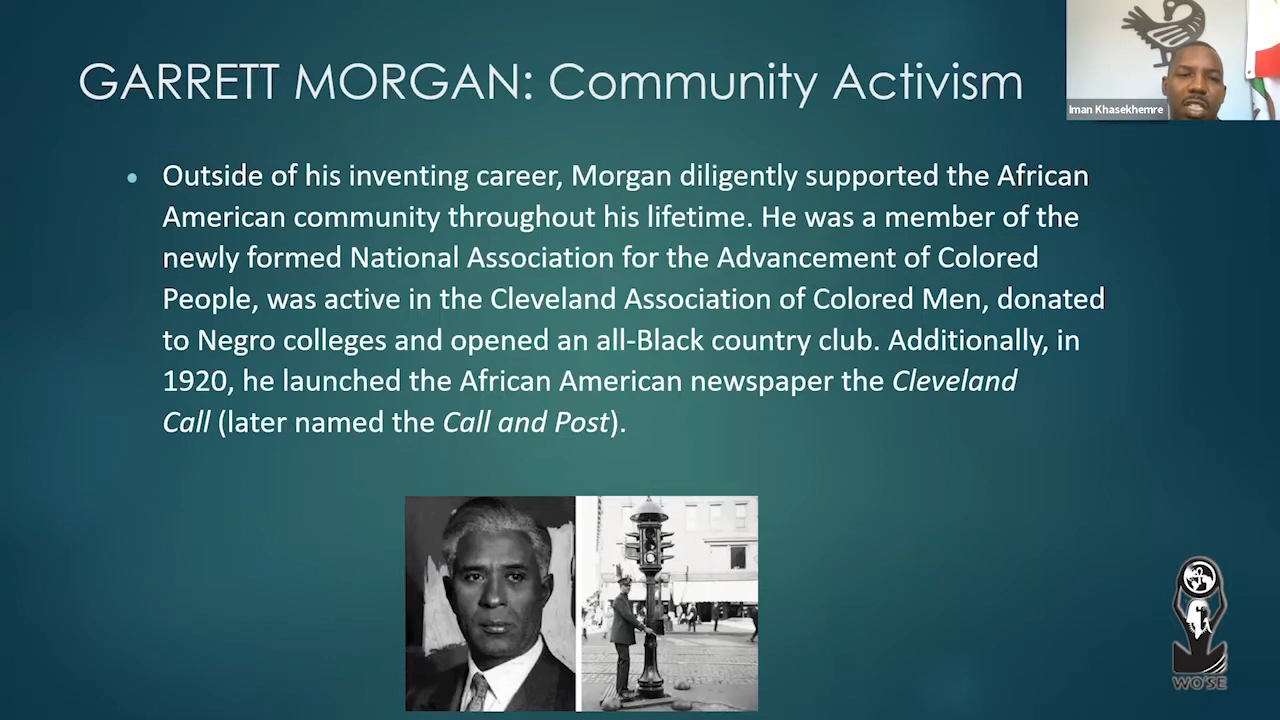 GARRETT MORGAN: Community Activism
Iman Khasekhemre
Outside of his inventing career, Morgan diligently supported the African
American community throughout his lifetime. He was a member of the
newly formed National Association for the Advancement of Colored
People, was active in the Cleveland Association of Colored Men, donated
to Negro colleges and opened an all-Black country club. Additionally, in
1920, he launched the African American newspaper the Cleveland
Call (later named the Call and Post).
WO'SE